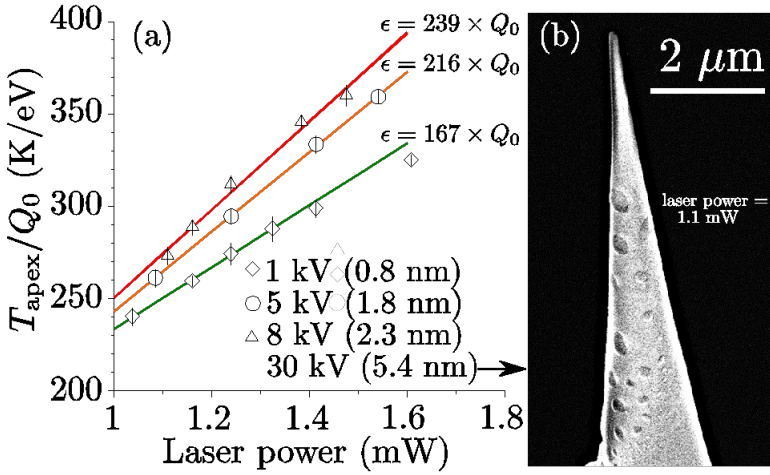 (a)
ϵ = 239 × Q₀
ϵ = 216 × Q₀
ϵ = 167 × Q₀
T_apex/Q₀ (K/eV)
400
350
300
250
200
1 kV (0.8 nm)
5 kV (1.8 nm)
8 kV (2.3 nm)
30 kV (5.4 nm)
1
1.2
1.4
1.6
1.8
Laser power (mW)
(b)
2 μm
laser power =
1.1 mW